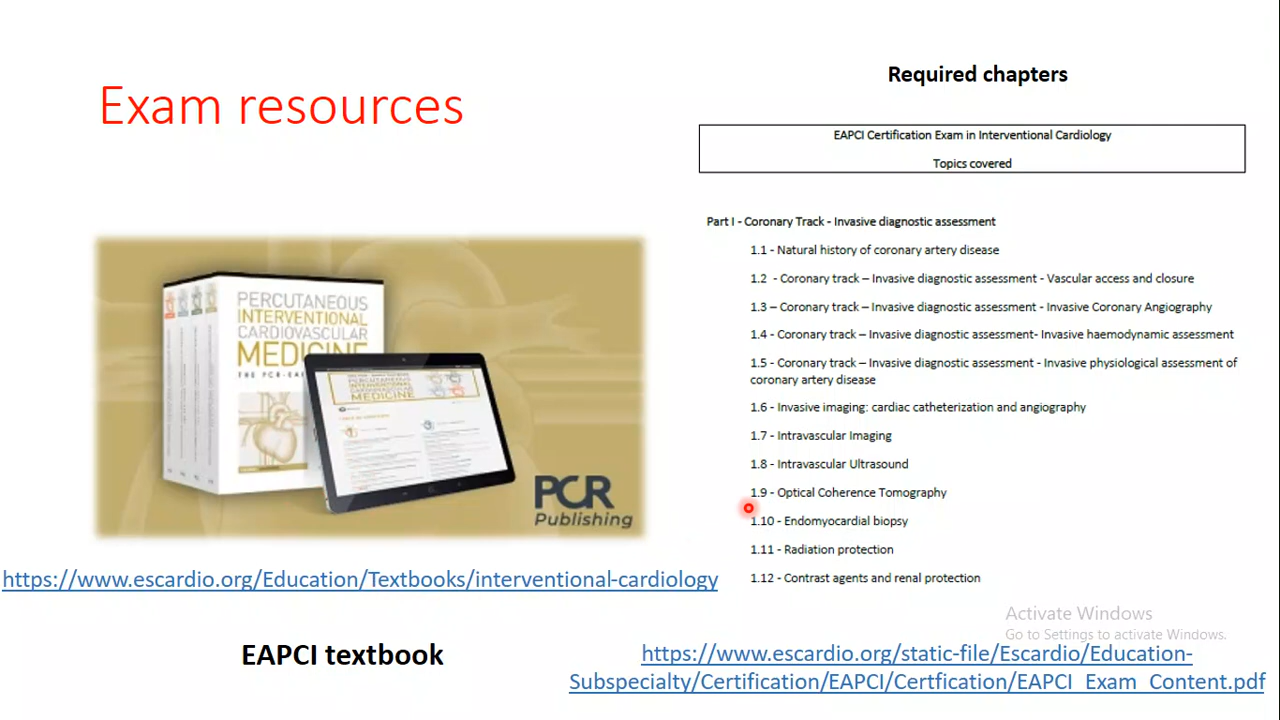 Exam resources
PERCUTANEOUS
INTERVENTIONAL
CARDIOVASCULAR
MEDICINE
PERCUTANEOUS
INTERVENTIONAL
CARDIOVASCULAR
MEDICINE
PCR
Publishing
https://www.escardio.org/Education/Textbooks/interventional-cardiology
EAPCI textbook
Required chapters
EAPCI Certification Exam in Interventional Cardiology
Topics covered
Part I - Coronary Track - Invasive diagnostic assessment
1.1 - Natural history of coronary artery disease
1.2 - Coronary track – Invasive diagnostic assessment - Vascular access and closure
1.3 – Coronary track – Invasive diagnostic assessment - Invasive Coronary Angiography
1.4 - Coronary track – Invasive diagnostic assessment- Invasive haemodynamic assessment
1.5 - Coronary track – Invasive diagnostic assessment - Invasive physiological assessment of
coronary artery disease
1.6 - Invasive imaging: cardiac catheterization and angiography
1.7 - Intravascular Imaging
1.8 - Intravascular Ultrasound
1.9 - Optical Coherence Tomography
1.10 - Endomyocardial biopsy
1.11 - Radiation protection
1.12 - Contrast agents and renal protection
Activate Windows
Go to Settings to activate Windows.
https://www.escardio.org/static-file/Escardio/Education-
Subspecialty/Certification/EAPCI/Certfication/EAPCI_Exam_Content.pdf